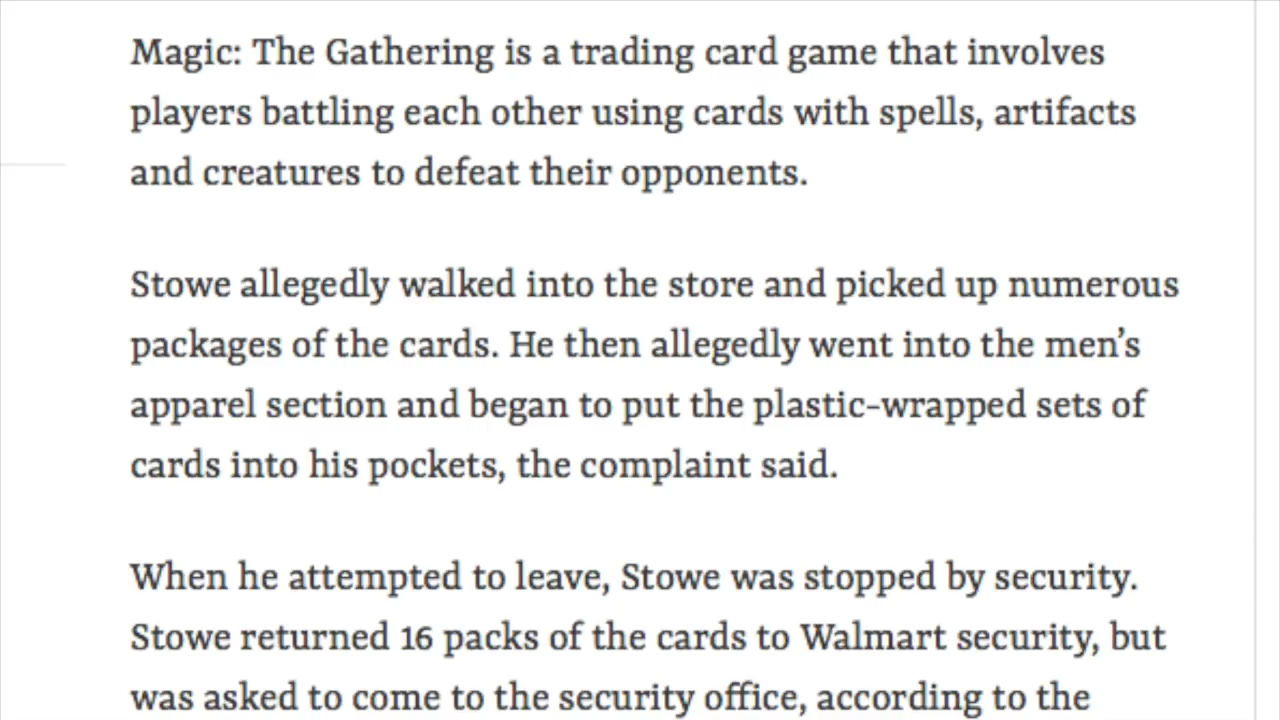 Magic: The Gathering is a trading card game that involves
players battling each other using cards with spells, artifacts
and creatures to defeat their opponents.
Stowe allegedly walked into the store and picked up numerous
packages of the cards. He then allegedly went into the men’s
apparel section and began to put the plastic-wrapped sets of
cards into his pockets, the complaint said.
When he attempted to leave, Stowe was stopped by security.
Stowe returned 16 packs of the cards to Walmart security, but
was asked to come to the security office, according to the